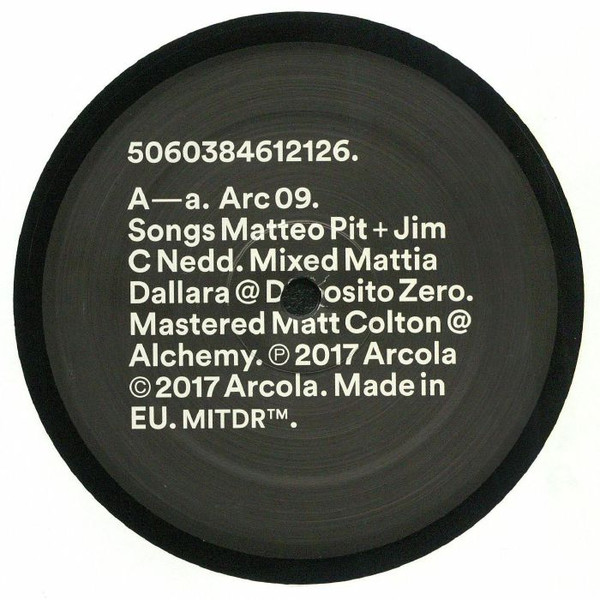 5060384612126.
A—a. Arc 09.
Songs Matteo Pit + Jim
C Nedd. Mixed Mattia
Dallara @ Deposito Zero.
Mastered Matt Colton @
Alchemy. ℗ 2017 Arcola
© 2017 Arcola. Made in
EU. MITDR™.